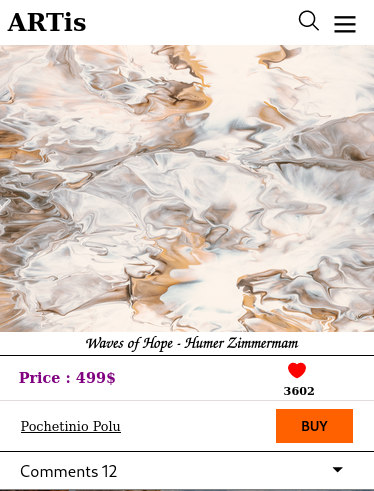 ARTis
Waves of Hope - Humer Zimmermam
Price : 499$
3602
Pochetinio Polu
BUY
Comments 12